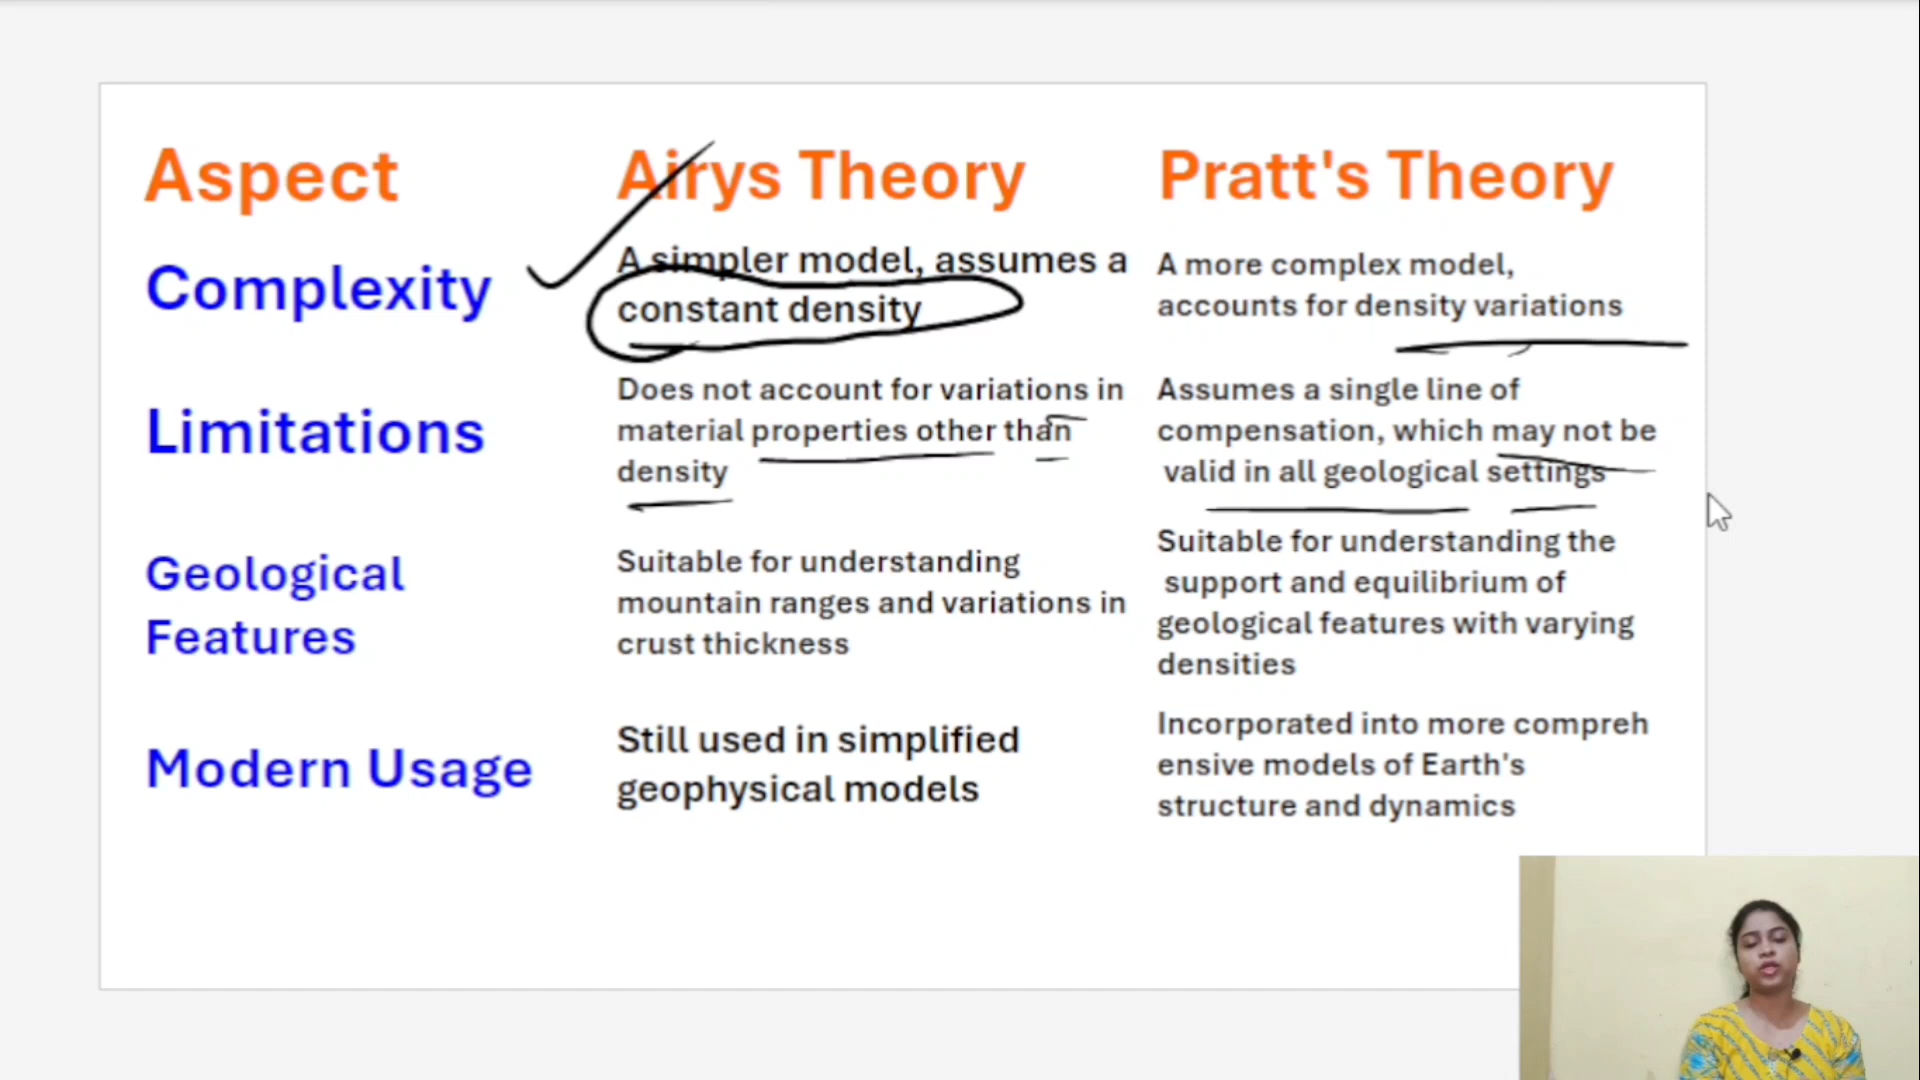 Aspect
Airys Theory
Pratt's Theory
Complexity
A simpler model, assumes a
constant density
A more complex model,
accounts for density variations
Limitations
Does not account for variations in
material properties other than
density
Assumes a single line of
compensation, which may not be
valid in all geological settings
Geological
Features
Suitable for understanding
mountain ranges and variations in
crust thickness
Suitable for understanding the
support and equilibrium of
geological features with varying
densities
Modern Usage
Still used in simplified
geophysical models
Incorporated into more compreh
ensive models of Earth's
structure and dynamics